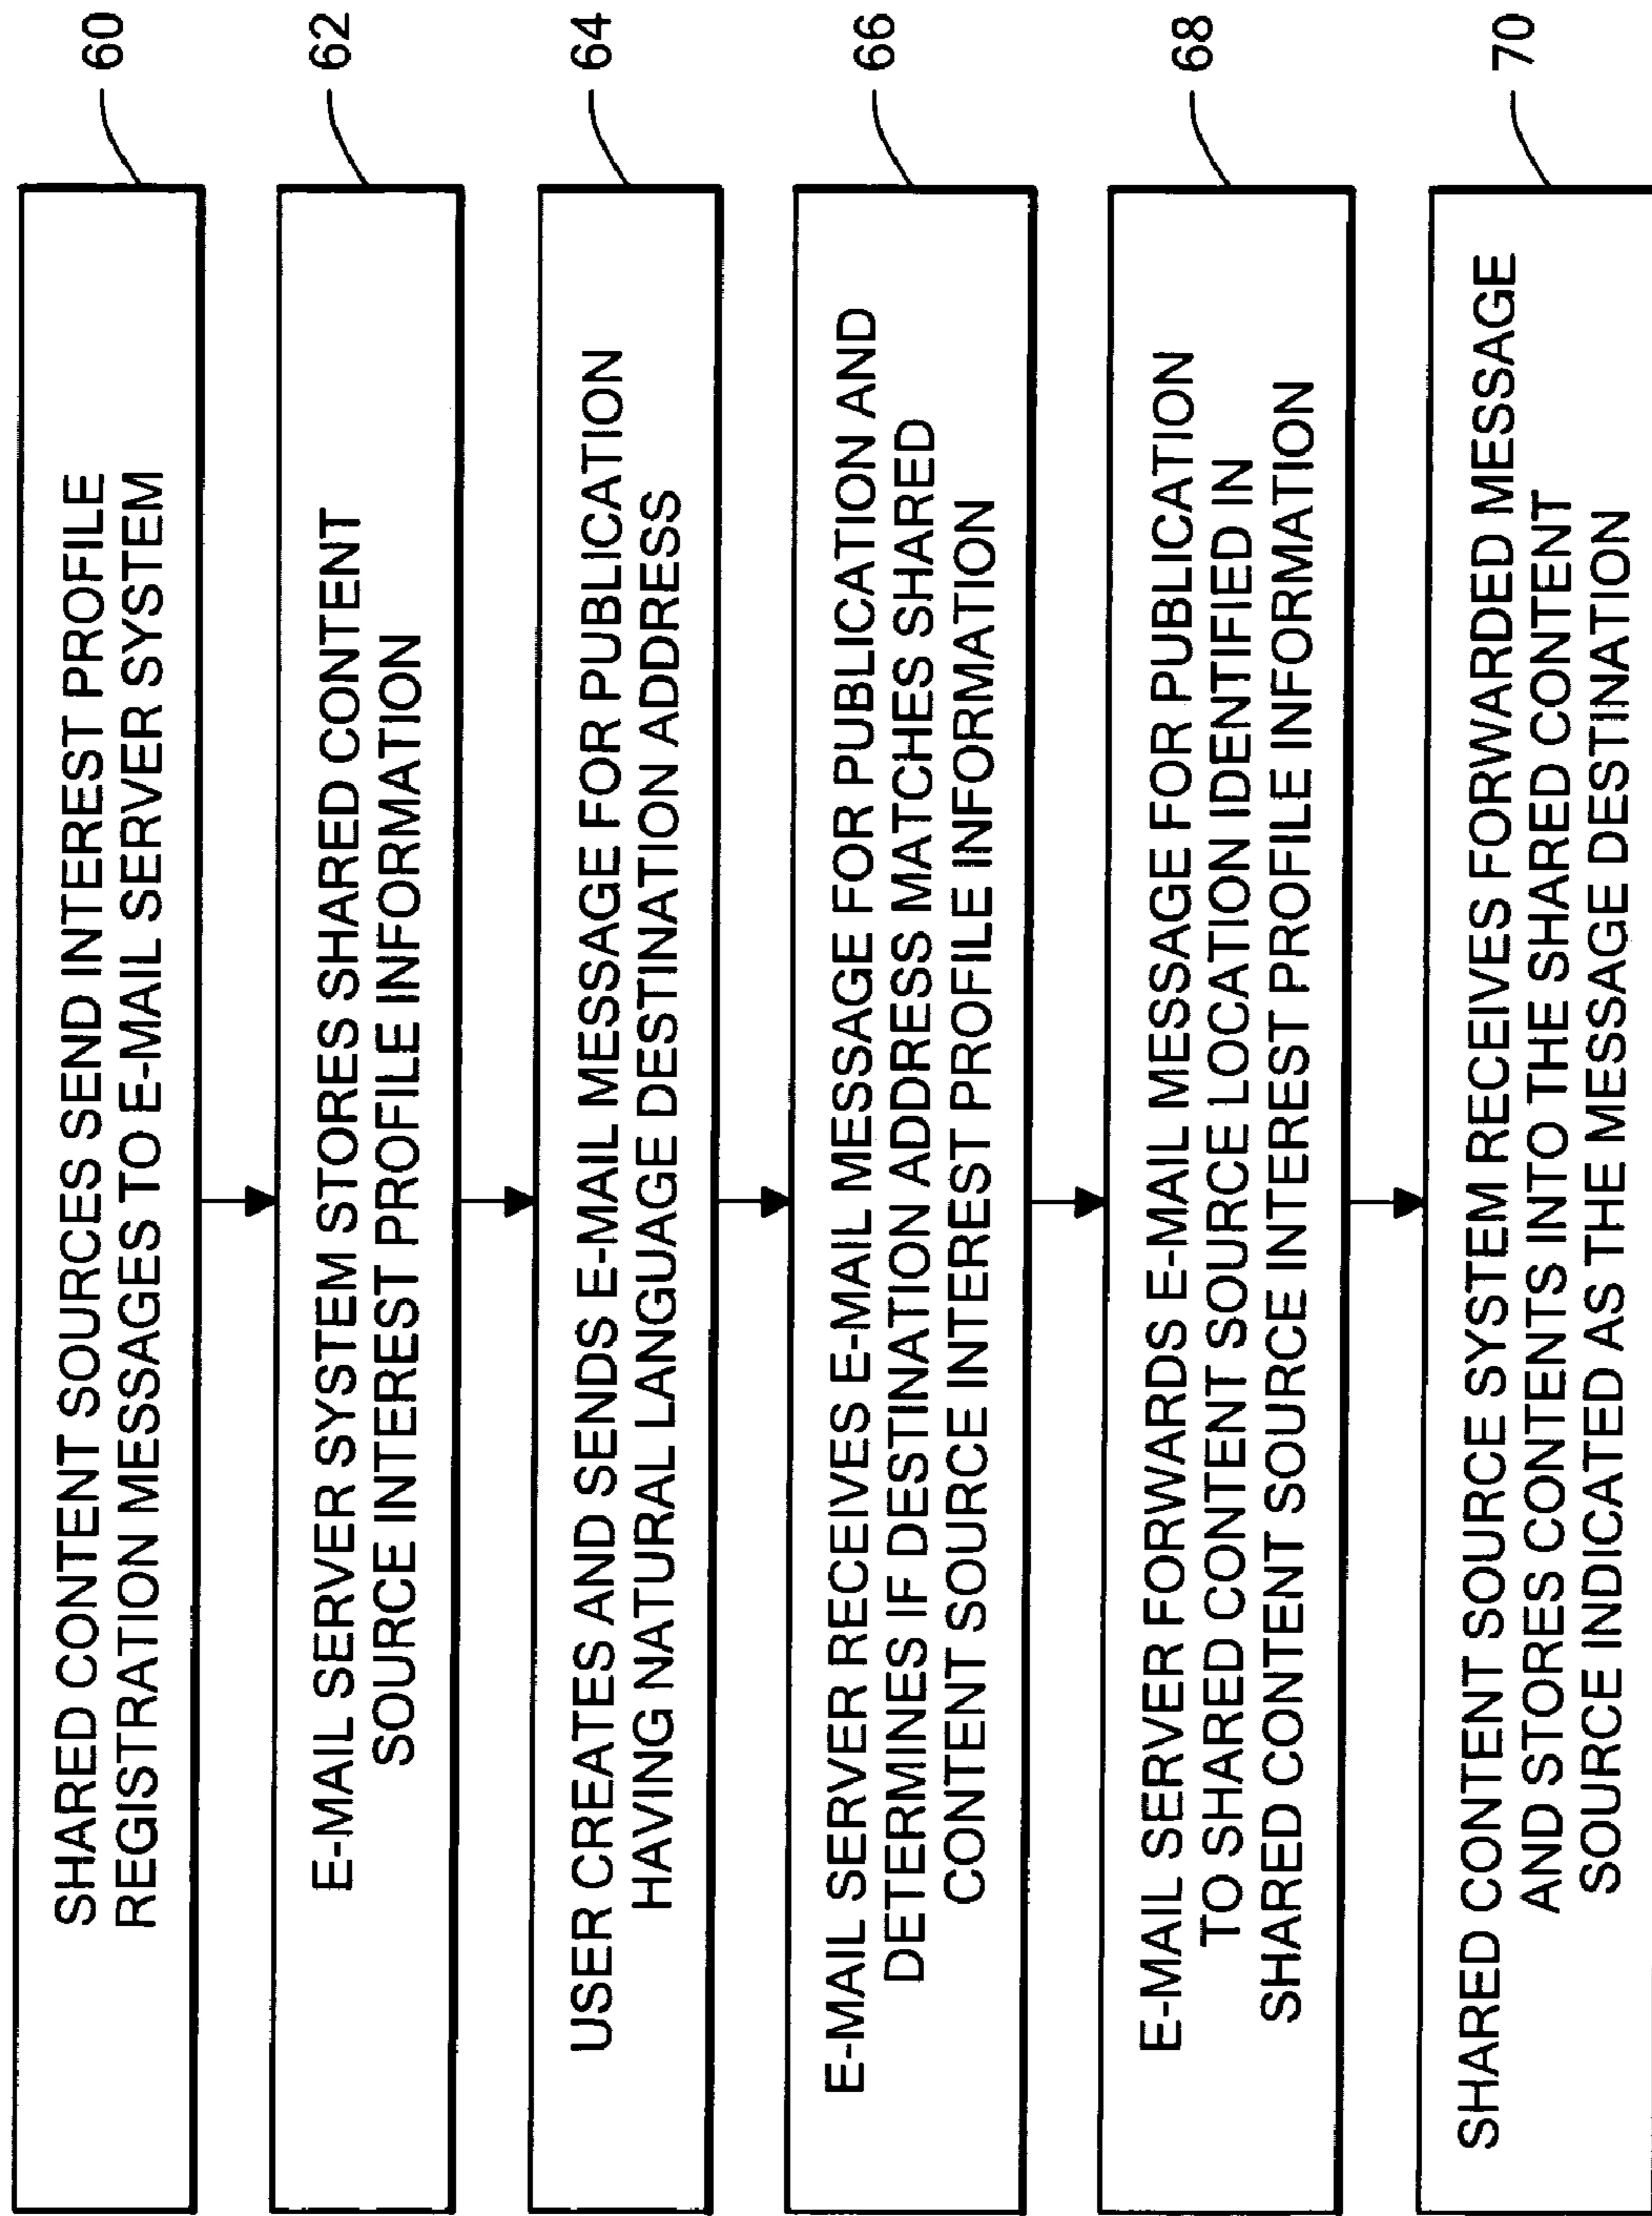 SHARED CONTENT SOURCES SEND INTEREST PROFILE
REGISTRATION MESSAGES TO E-MAIL SERVER SYSTEM
60
E-MAIL SERVER SYSTEM STORES SHARED CONTENT
SOURCE INTEREST PROFILE INFORMATION
62
USER CREATES AND SENDS E-MAIL MESSAGE FOR PUBLICATION
HAVING NATURAL LANGUAGE DESTINATION ADDRESS
64
E-MAIL SERVER RECEIVES E-MAIL MESSAGE FOR PUBLICATION AND
DETERMINES IF DESTINATION ADDRESS MATCHES SHARED
CONTENT SOURCE INTEREST PROFILE INFORMATION
66
E-MAIL SERVER FORWARDS E-MAIL MESSAGE FOR PUBLICATION
TO SHARED CONTENT SOURCE LOCATION IDENTIFIED IN
SHARED CONTENT SOURCE INTEREST PROFILE INFORMATION
68
SHARED CONTENT SOURCE SYSTEM RECEIVES FORWARDED MESSAGE
AND STORES CONTENTS INTO THE SHARED CONTENT
SOURCE INDICATED AS THE MESSAGE DESTINATION
70